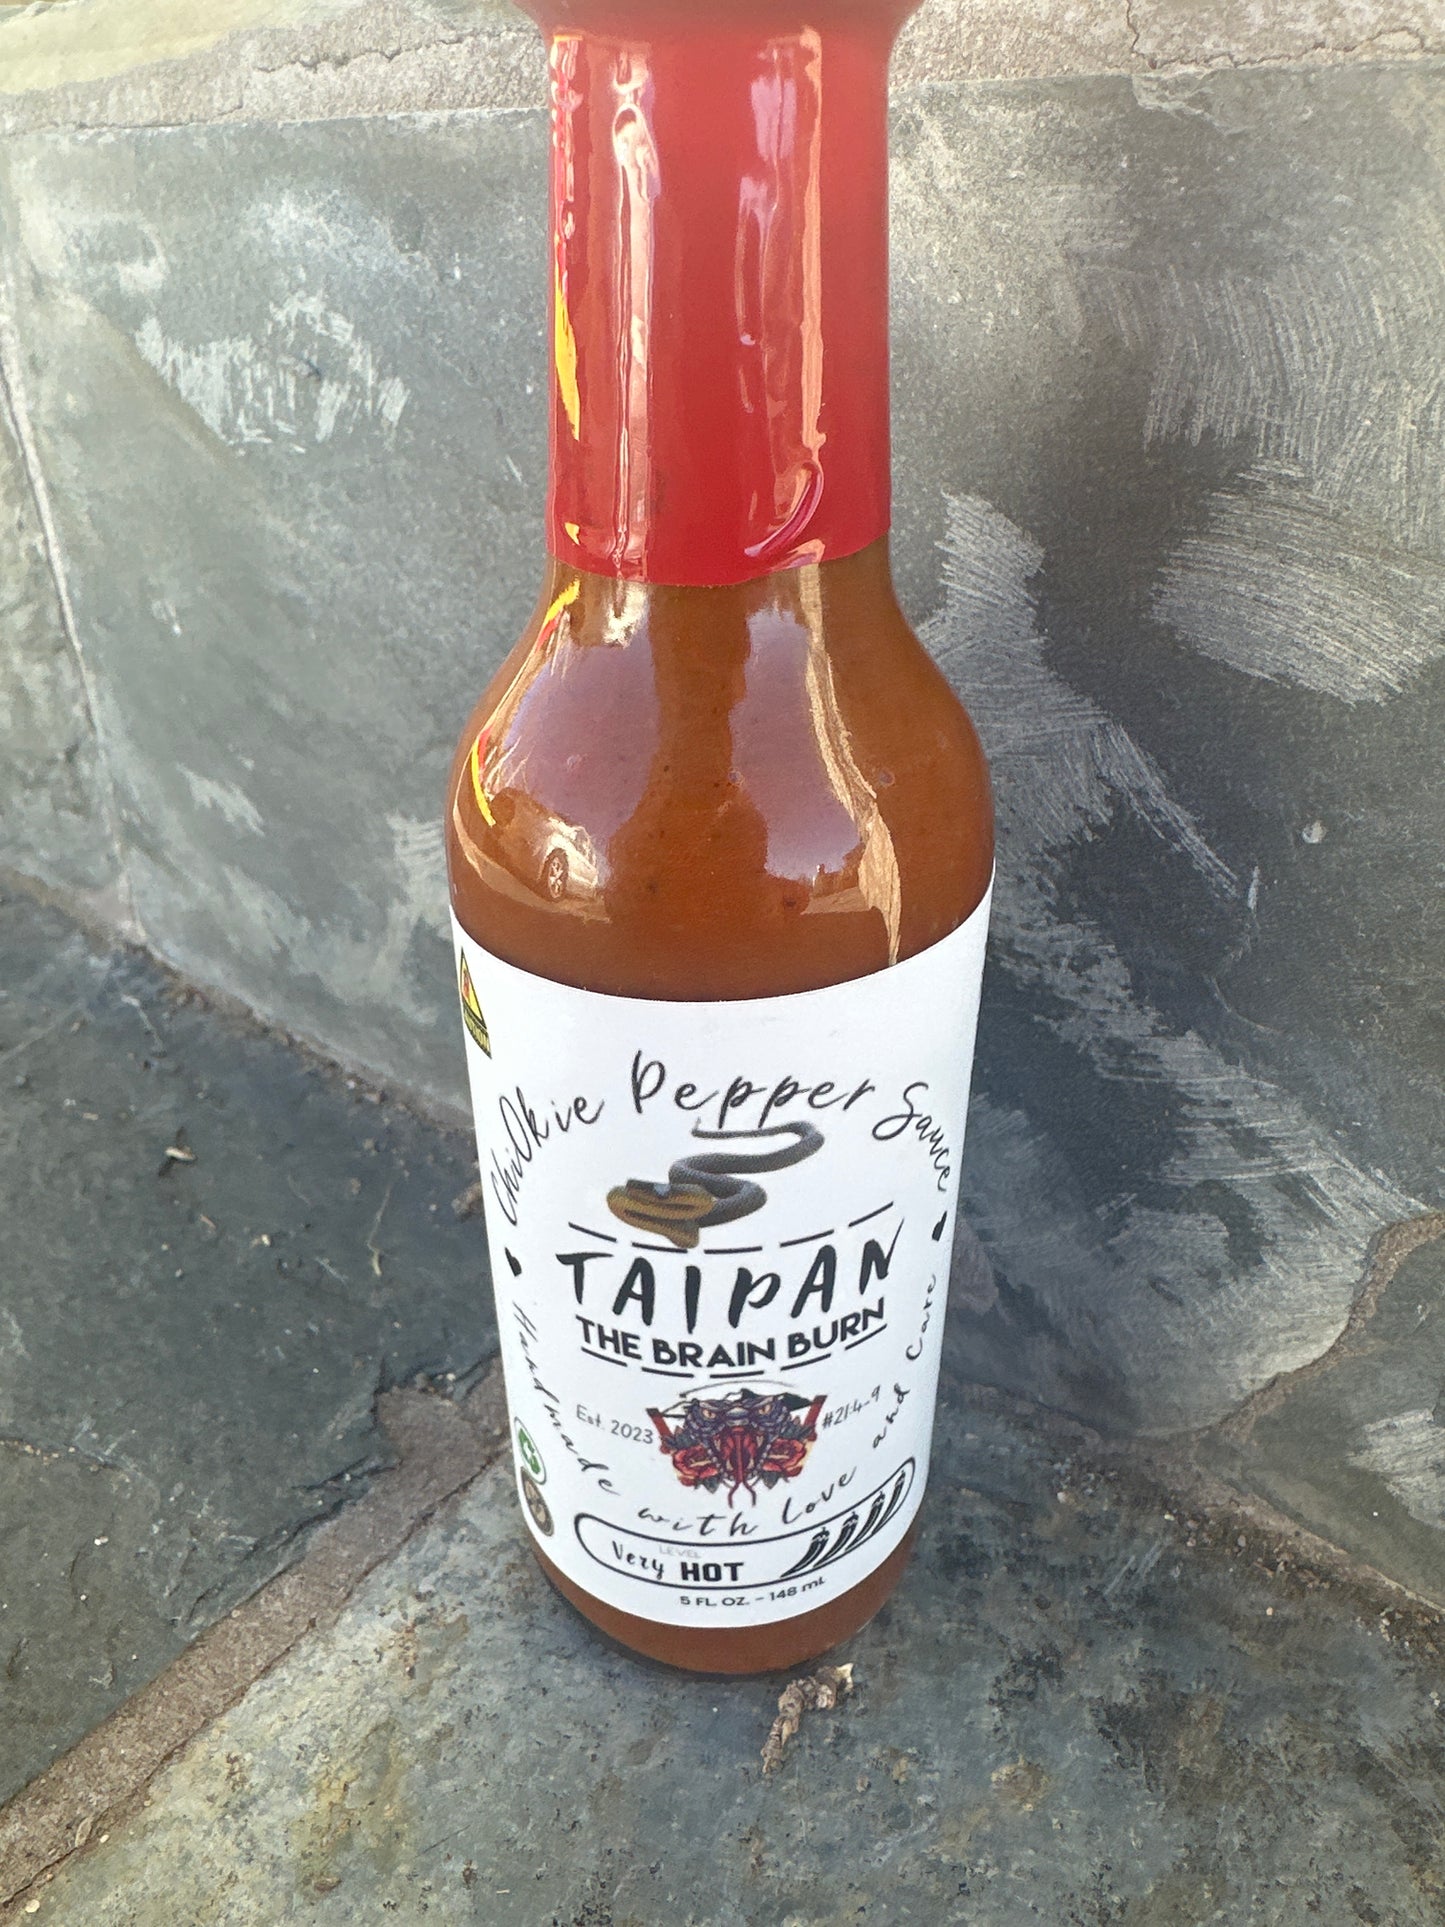 ChiOkie Pepper Sauce
TAIPAN
THE BRAIN BURN
Est. 2023
#21:4-9
Handmade with Love and Care
LEVEL
Very HOT
5 FL. OZ. - 148 mL